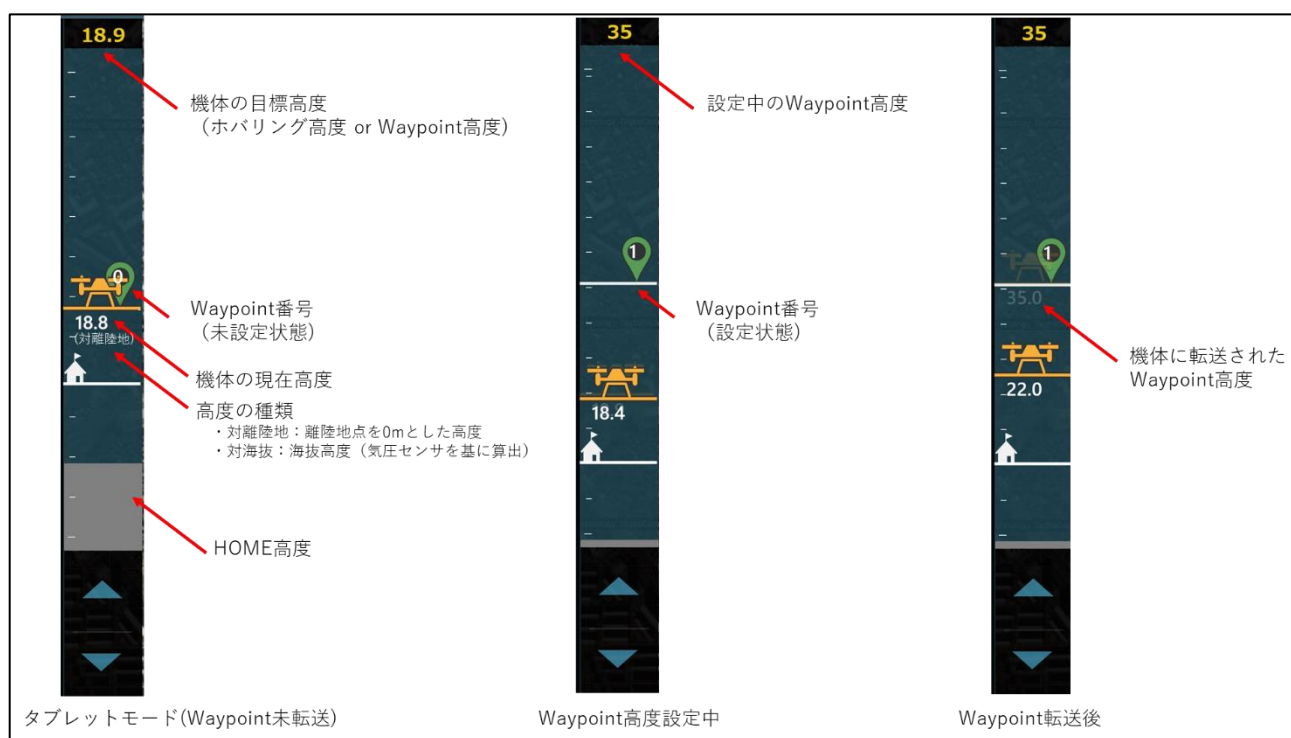 18.9
機体の目標高度
(ホバリング高度 or Waypoint高度)
0
Waypoint番号
(未設定状態)
18.8
(対離陸地)
機体の現在高度
高度の種類
・対離陸地：離陸地点を0mとした高度
・対海抜：海抜高度（気圧センサを基に算出）
HOME高度
タブレットモード(Waypoint未転送)
35
設定中のWaypoint高度
1
Waypoint番号
(設定状態)
18.4
Waypoint高度設定中
35
1
35.0
機体に転送された
Waypoint高度
22.0
Waypoint転送後